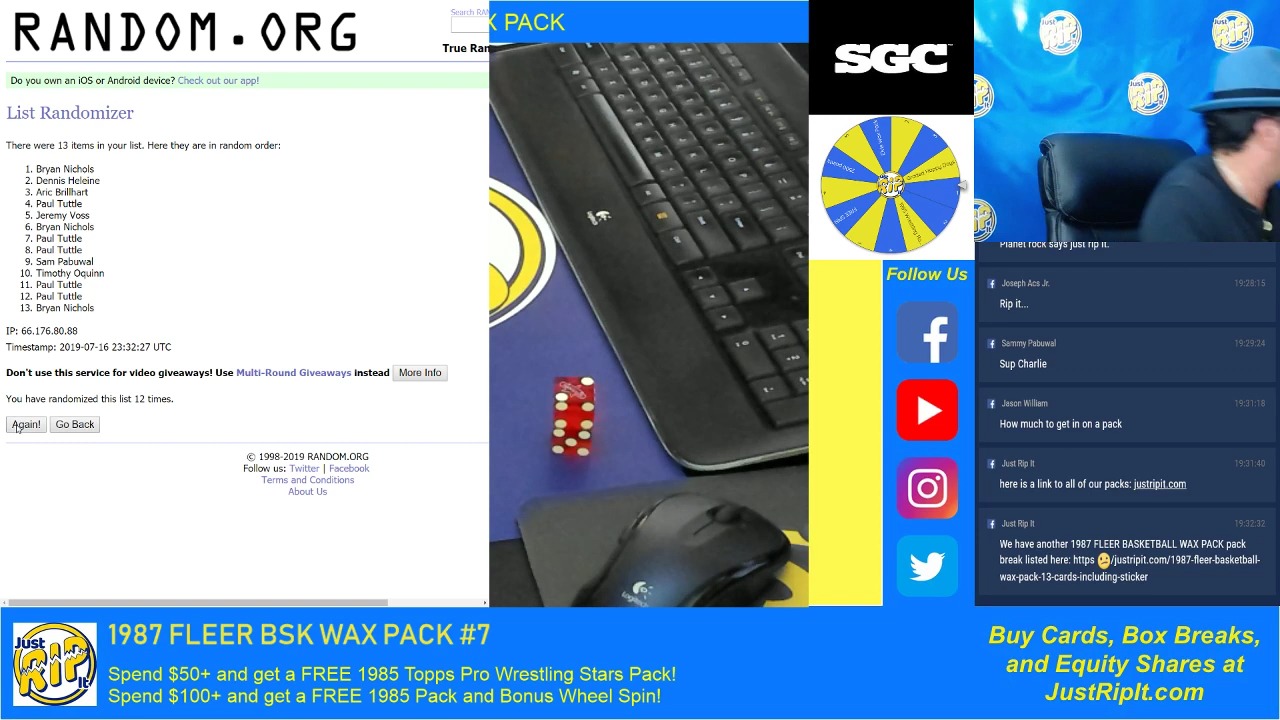 RANDOM.ORG
Search RAN
True Ran
Do you own an iOS or Android device? Check out our app!
List Randomizer
There were 13 items in your list. Here they are in random order:
1. Bryan Nichols
2. Dennis Heleine
3. Aric Brillhart
4. Paul Tuttle
5. Jeremy Voss
6. Bryan Nichols
7. Paul Tuttle
8. Paul Tuttle
9. Sam Pabuwal
10. Timothy Oquinn
11. Paul Tuttle
12. Paul Tuttle
13. Bryan Nichols
IP: 66.176.80.88
Timestamp: 2019-07-16 23:32:27 UTC
Don't use this service for video giveaways! Use Multi-Round Giveaways instead More Info
You have randomized this list 12 times.
Again! Go Back
© 1998-2019 RANDOM.ORG
Follow us: Twitter | Facebook
Terms and Conditions
About Us
X PACK
SGC
FREE SPIN
Follow Us
Just RIP It
Planet rock says just rip it.
Joseph Acs Jr. 19:28:15
Rip it...
Sammy Pabuwal 19:29:24
Sup Charlie
Jason William 19:31:18
How much to get in on a pack
Just Rip It 19:31:40
here is a link to all of our packs: justripit.com
Just Rip It 19:32:32
We have another 1987 FLEER BASKETBALL WAX PACK pack
break listed here: https 😕/justripit.com/1987-fleer-basketball-
wax-pack-13-cards-including-sticker
Just RIP It
1987 FLEER BSK WAX PACK #7
Spend $50+ and get a FREE 1985 Topps Pro Wrestling Stars Pack!
Spend $100+ and get a FREE 1985 Pack and Bonus Wheel Spin!
Buy Cards, Box Breaks,
and Equity Shares at
JustRipIt.com